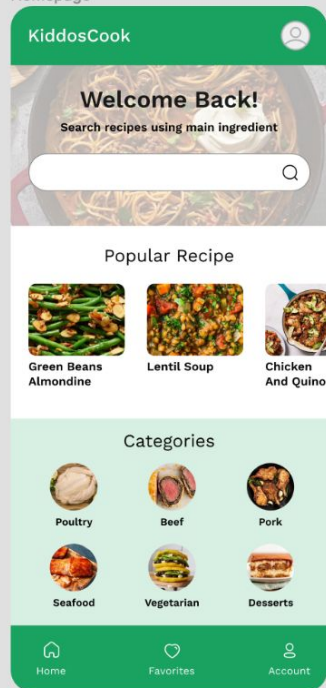 Homepage
KiddosCook
Welcome Back!
Search recipes using main ingredient
Popular Recipe
Green Beans
Almondine
Lentil Soup
Chicken
And Quino
Categories
Poultry
Beef
Pork
Seafood
Vegetarian
Desserts
Home
Favorites
Account